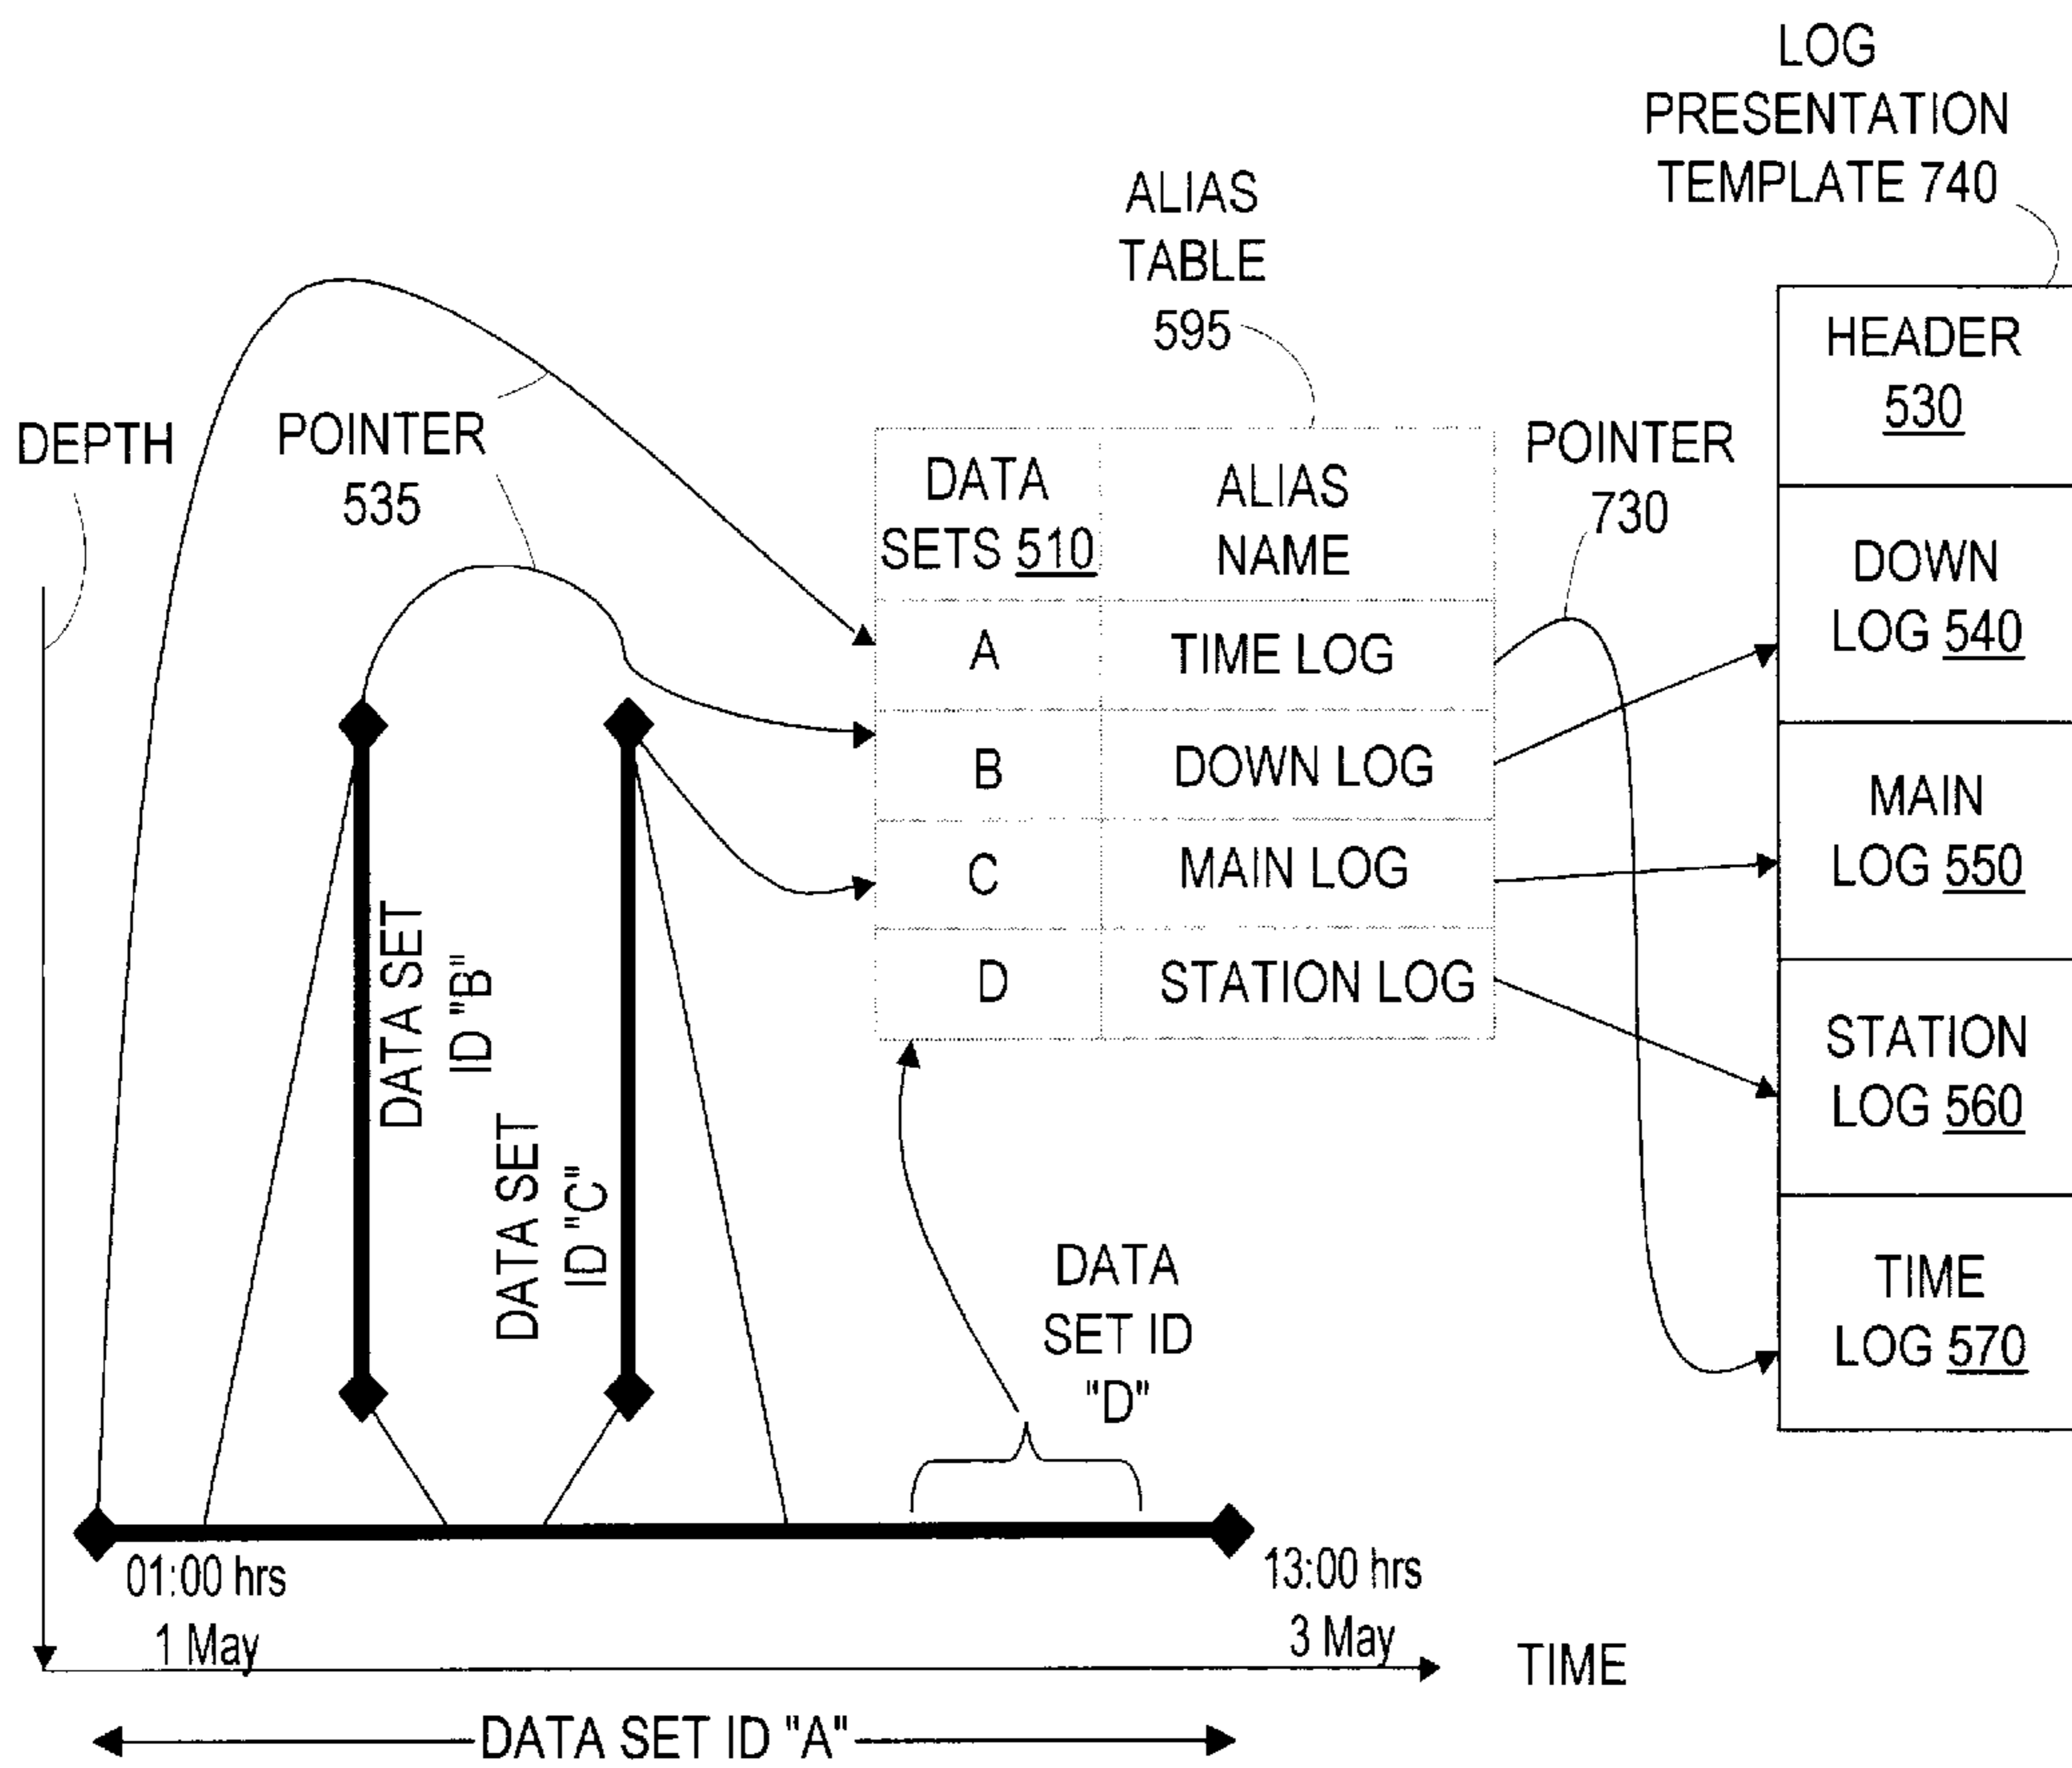 LOG
PRESENTATION
TEMPLATE 740
ALIAS
TABLE
595
DEPTH
POINTER
535
DATA
SETS 510
ALIAS
NAME
POINTER
730
HEADER
530
DOWN
LOG 540
MAIN
LOG 550
STATION
LOG 560
TIME
LOG 570
A
TIME LOG
B
DOWN LOG
C
MAIN LOG
D
STATION LOG
DATA SET
ID "B"
DATA SET
ID "C"
DATA
SET ID
"D"
01:00 hrs
1 May
13:00 hrs
3 May
TIME
DATA SET ID "A"